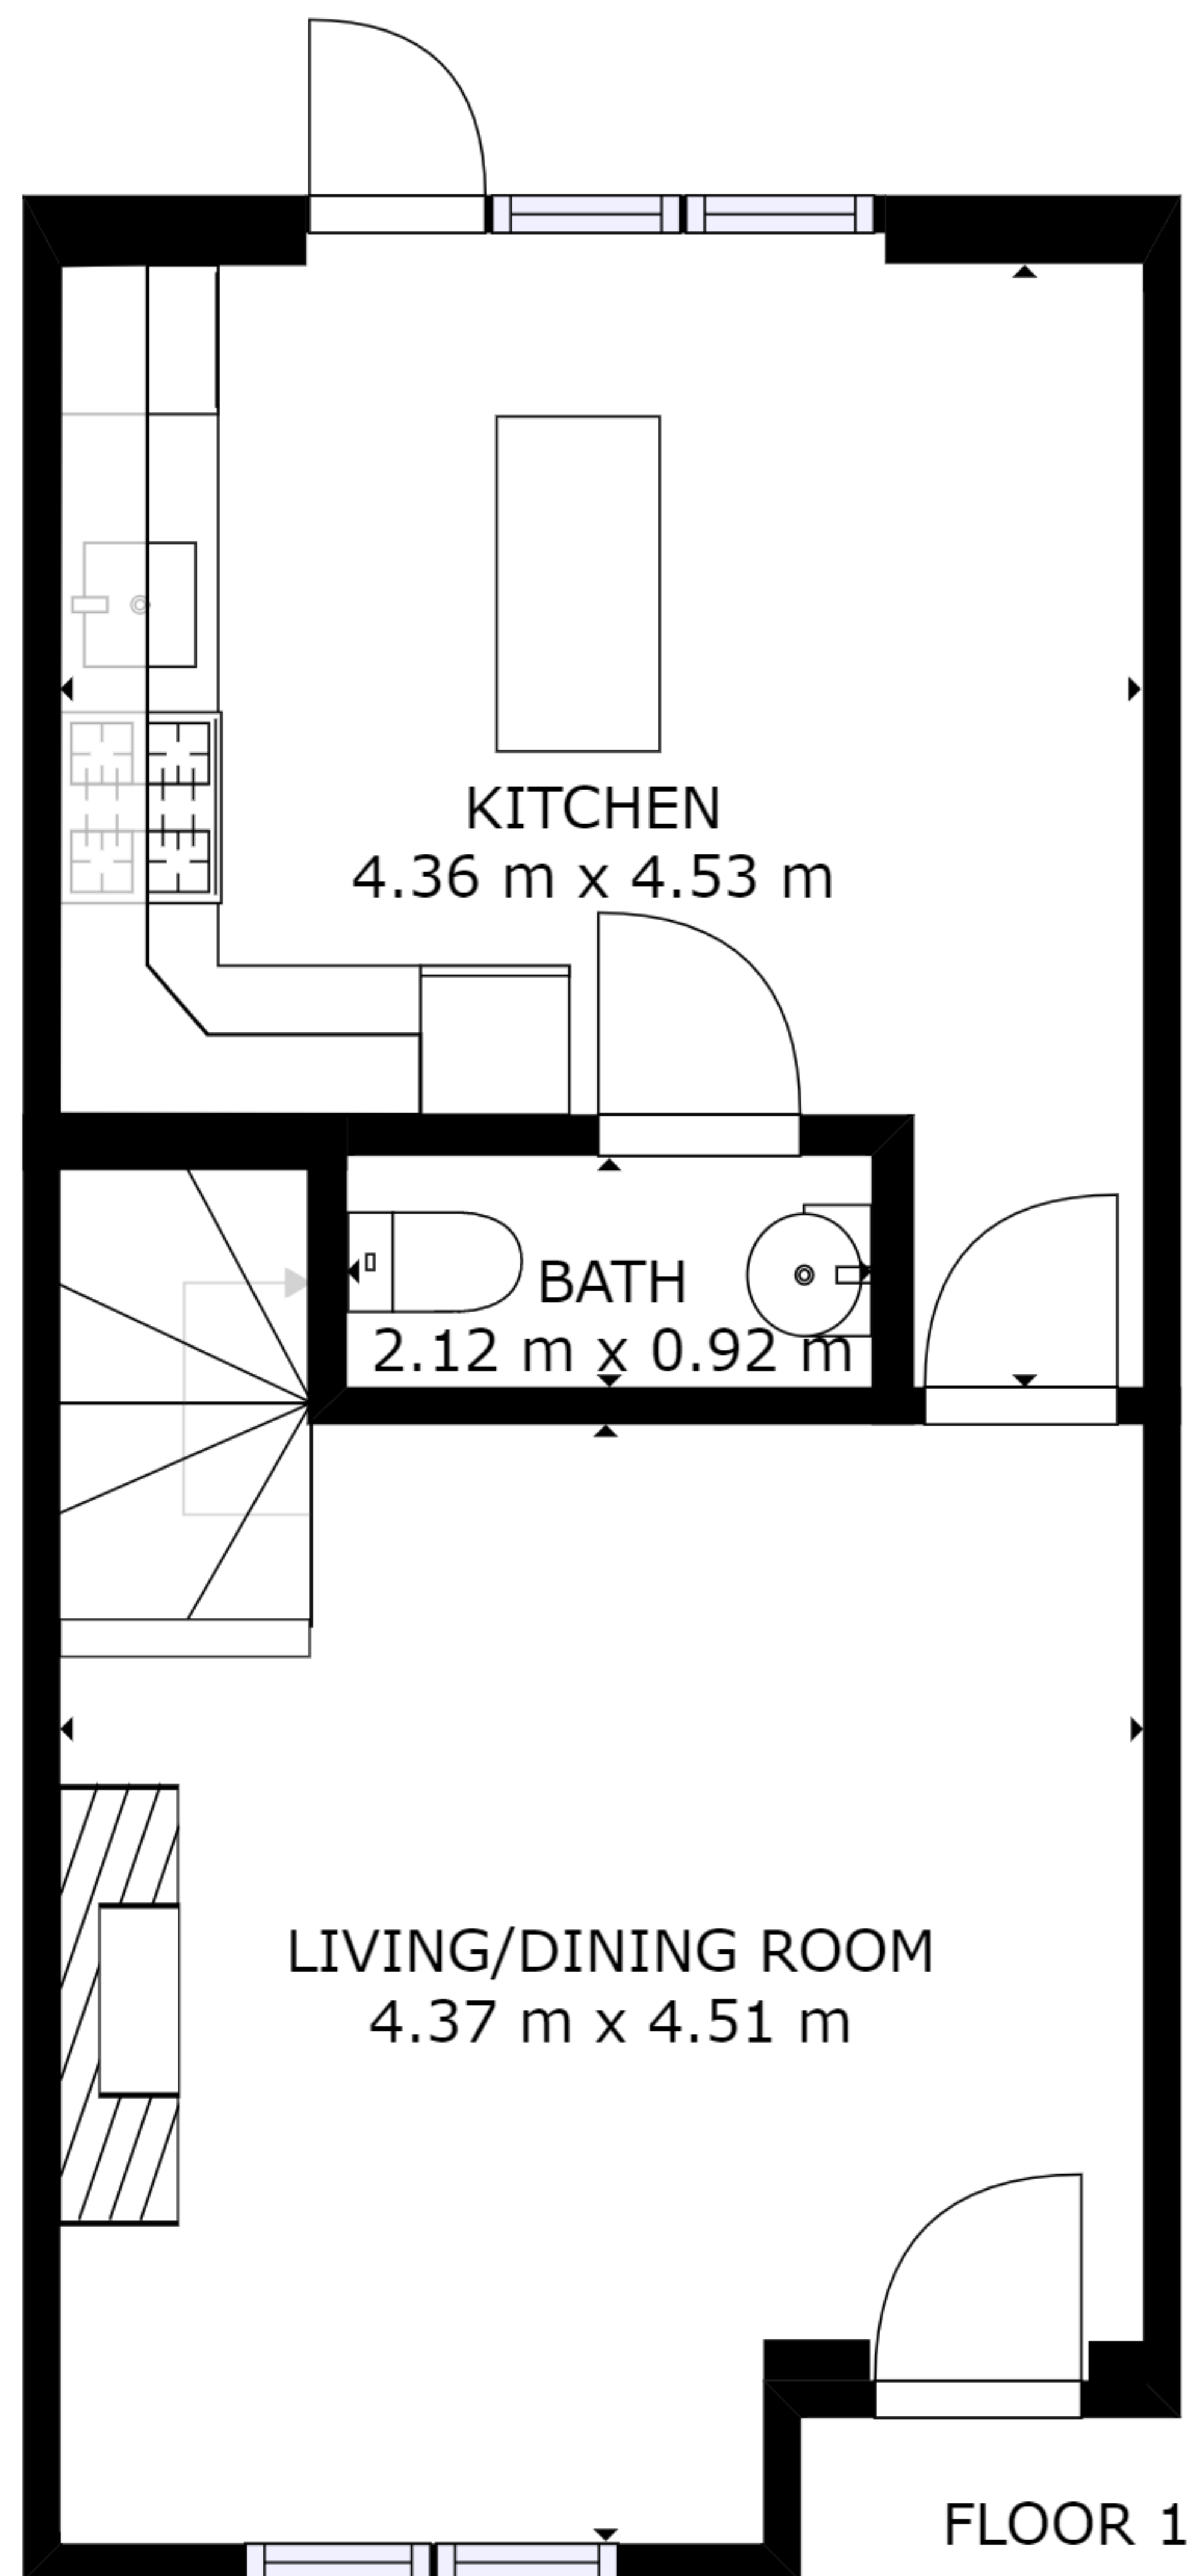 KITCHEN
4.36 m x 4.53 m
BATH
2.12 m x 0.92 m
LIVING/DINING ROOM
4.37 m x 4.51 m
FLOOR 1